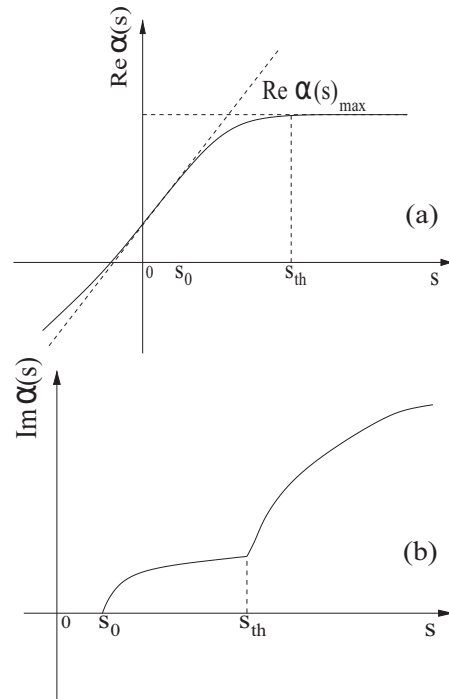 Re α(s)
Re α(s)max
(a)
0 s0 sth s
Im α(s)
(b)
0 s0 sth s